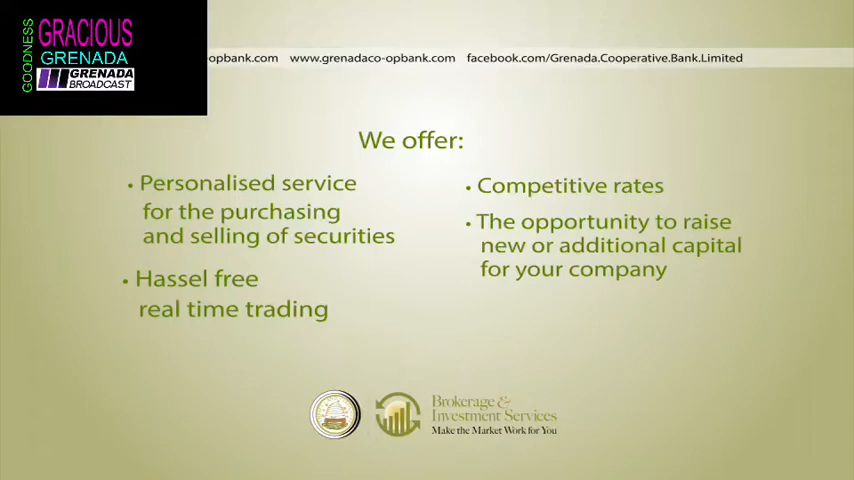 GOODNESS
GRACIOUS
GRENADA
GRENADA
BROADCAST
opbank.com www.grenadaco-opbank.com facebook.com/Grenada.Cooperative.Bank.Limited
We offer:
• Personalised service
for the purchasing
and selling of securities
• Hassel free
real time trading
• Competitive rates
• The opportunity to raise
new or additional capital
for your company
Brokerage &
Investment Services
Make the Market Work for You